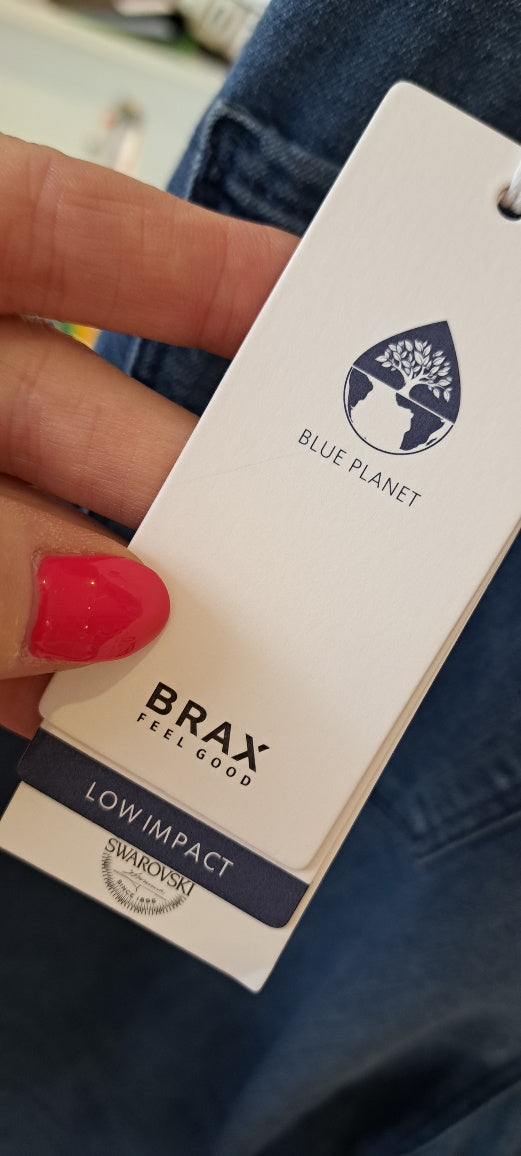 BLUE PLANET
BRAX
FEEL GOOD
LOW IMPACT
SWAROVSKI
SINCE 1895